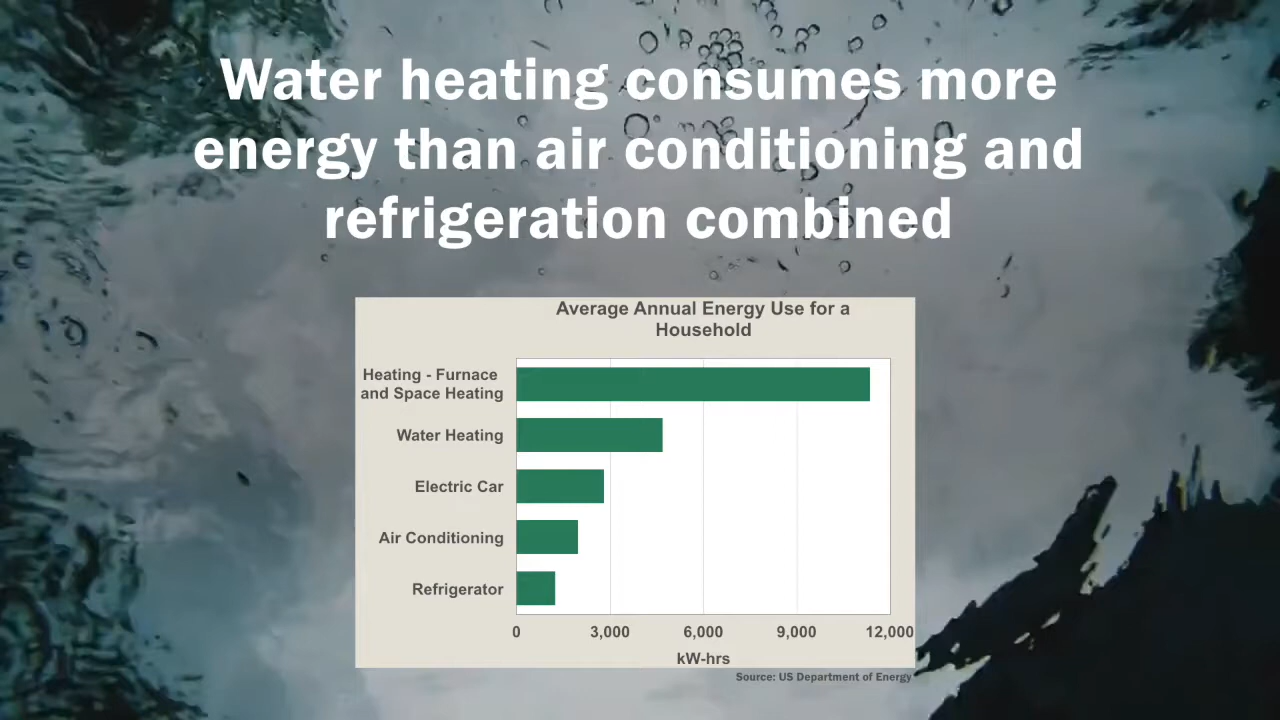 Water heating consumes more
energy than air conditioning and
refrigeration combined
Average Annual Energy Use for a
Household
Heating - Furnace
and Space Heating
Water Heating
Electric Car
Air Conditioning
Refrigerator
0 3,000 6,000 9,000 12,000
kW-hrs
Source: US Department of Energy